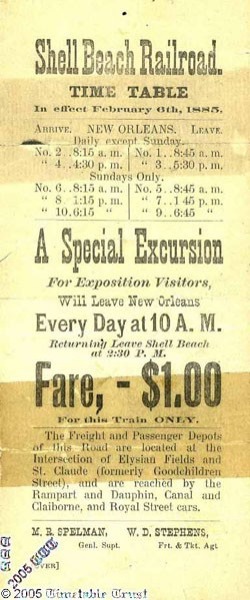 Shell Beach Railroad.
TIME TABLE
In effect February 6th, 1885.
ARRIVE. NEW ORLEANS. LEAVE.
Daily except Sunday.
No. 2..8:15 a. m. No. 1..8:45 a. m.
" 4..4:30 p. m. " 3..5:30 p. m.
Sundays Only.
No. 6..8:15 a. m. No. 5..8:45 a. m.
" 8 1:15 p. m. " 7..1 45 p. m.
" 10.6:15 " " 9..6:45 "
A Special Excursion
For Exposition Visitors,
Will Leave New Orleans
Every Day at 10 A. M.
Returning Leave Shell Beach
at 2:30 P. M.
Fare, - $1.00
For this Train ONLY.
The Freight and Passenger Depots
of this Road are located at the
Intersection of Elysian Fields and
St. Claude (formerly Goodchildren
Street), and are reached by the
Rampart and Dauphin, Canal and
Claiborne, and Royal Street cars.
M. R. SPELMAN, W. D. STEPHENS,
Genl. Supt. Frt. & Tkt. Agt
2005
© 2005 Timetable Trust